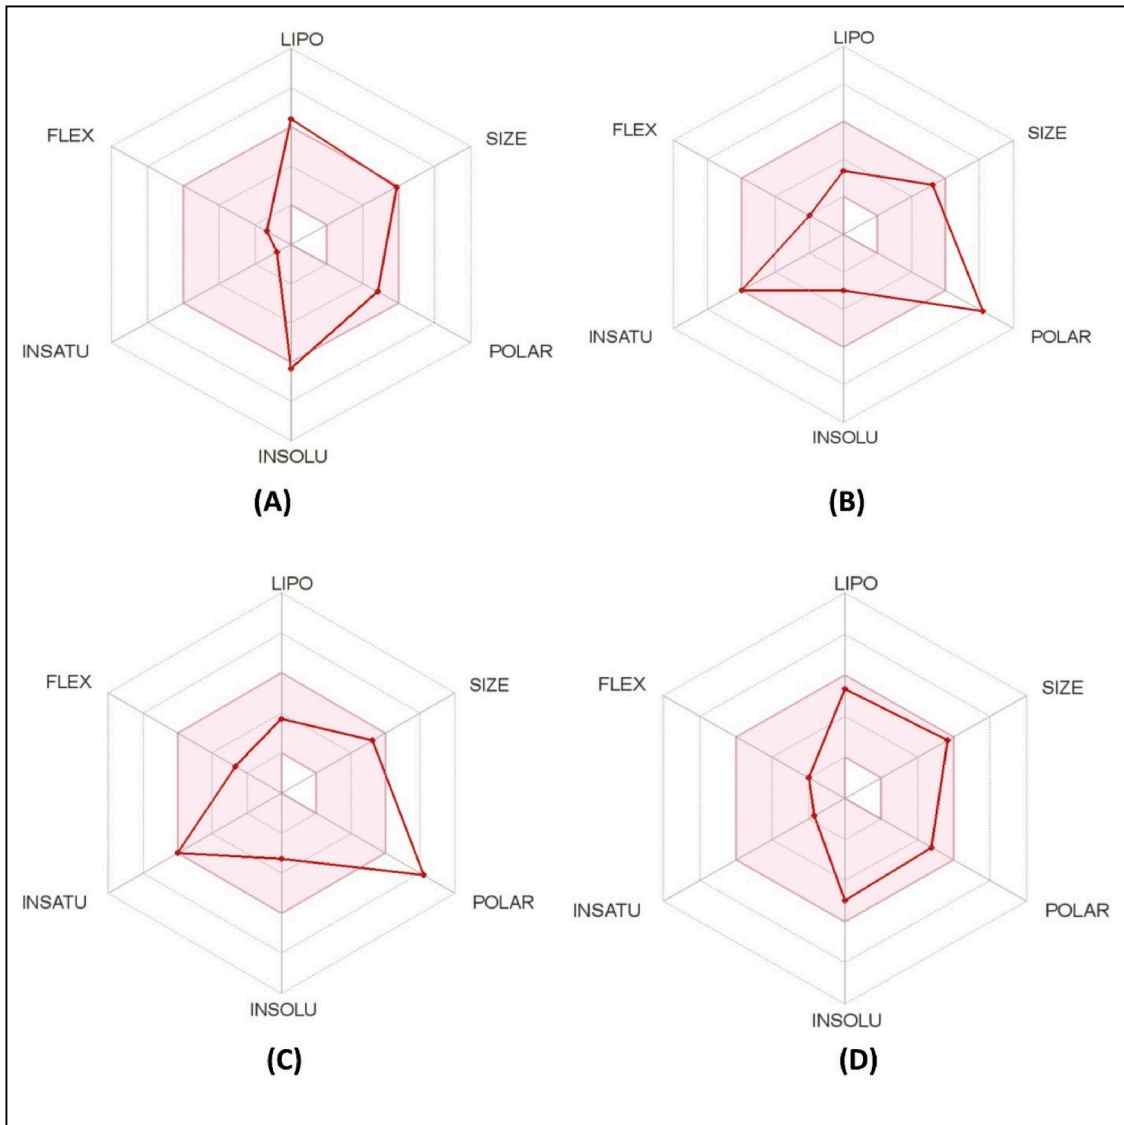 LIPO
FLEX
SIZE
INSATU
POLAR
INSOLU
(A)
LIPO
FLEX
SIZE
INSATU
POLAR
INSOLU
(B)
LIPO
FLEX
SIZE
INSATU
POLAR
INSOLU
(C)
LIPO
FLEX
SIZE
INSATU
POLAR
INSOLU
(D)